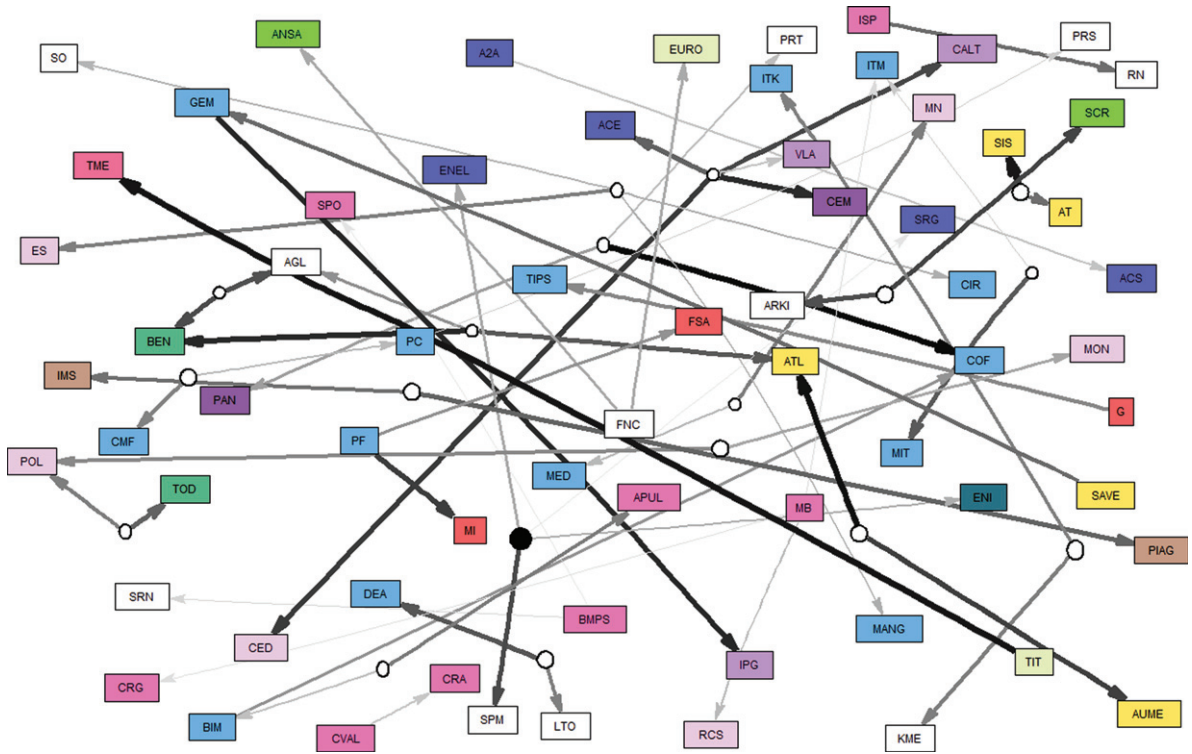 ISP
ANSA
PRT
PRS
EURO
A2A
CALT
SO
ITM
RN
ITK
GEM
MN
SCR
ACE
SIS
VLA
TME
ENEL
CEM
SPO
AT
SRG
ES
AGL
TIPS
CIR
ACS
ARKI
FSA
BEN
PC
MON
ATL
COF
IMS
PAN
G
FNC
CMF
PF
MIT
POL
MED
TOD
APUL
ENI
SAVE
MB
MI
PIAG
DEA
SRN
BMPS
MANG
CED
TIT
IPG
CRA
CRG
AUME
SPM
LTO
BIM
RCS
KME
CVAL